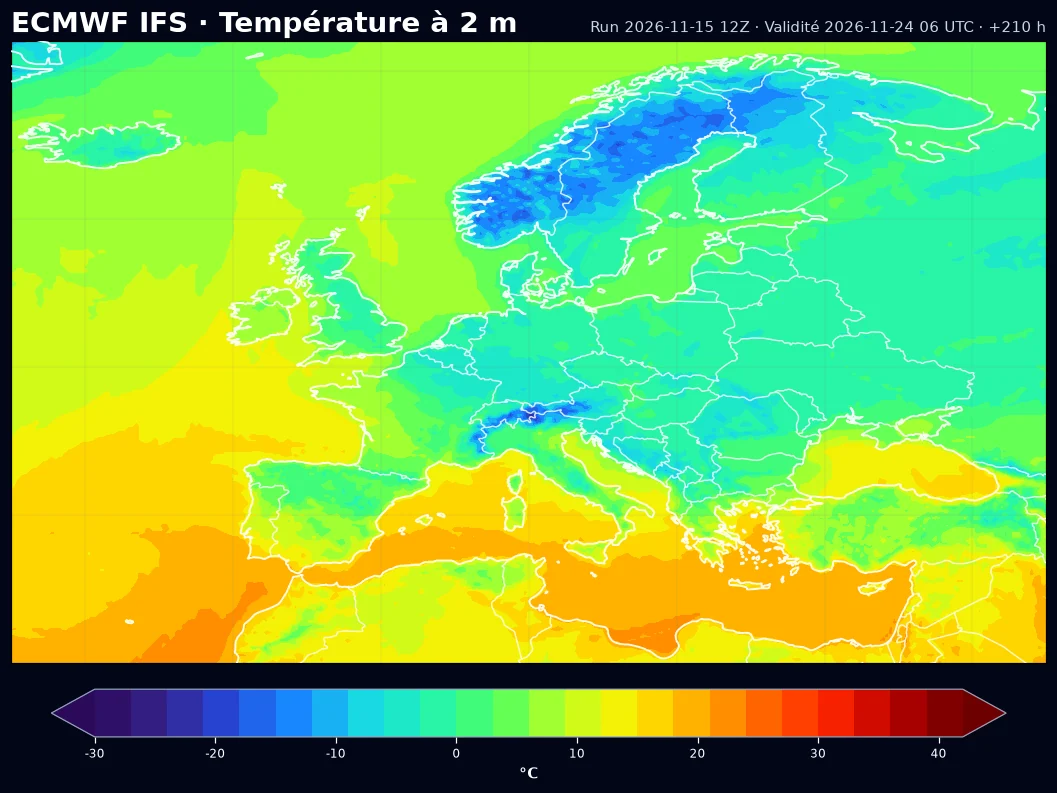 ECMWF IFS · Température à 2 m
Run 2026-11-15 12Z · Validité 2026-11-24 06 UTC · +210 h
-30 -20 -10 0 10 20 30 40
°C